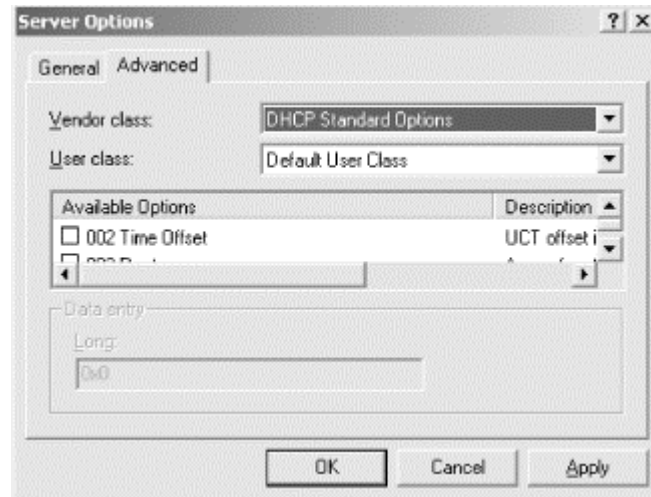 Server Options
General Advanced
Vendor class: DHCP Standard Options
User class: Default User Class
Available Options Description
002 Time Offset UCT offset i
Data entry
Long:
0x0
OK Cancel Apply